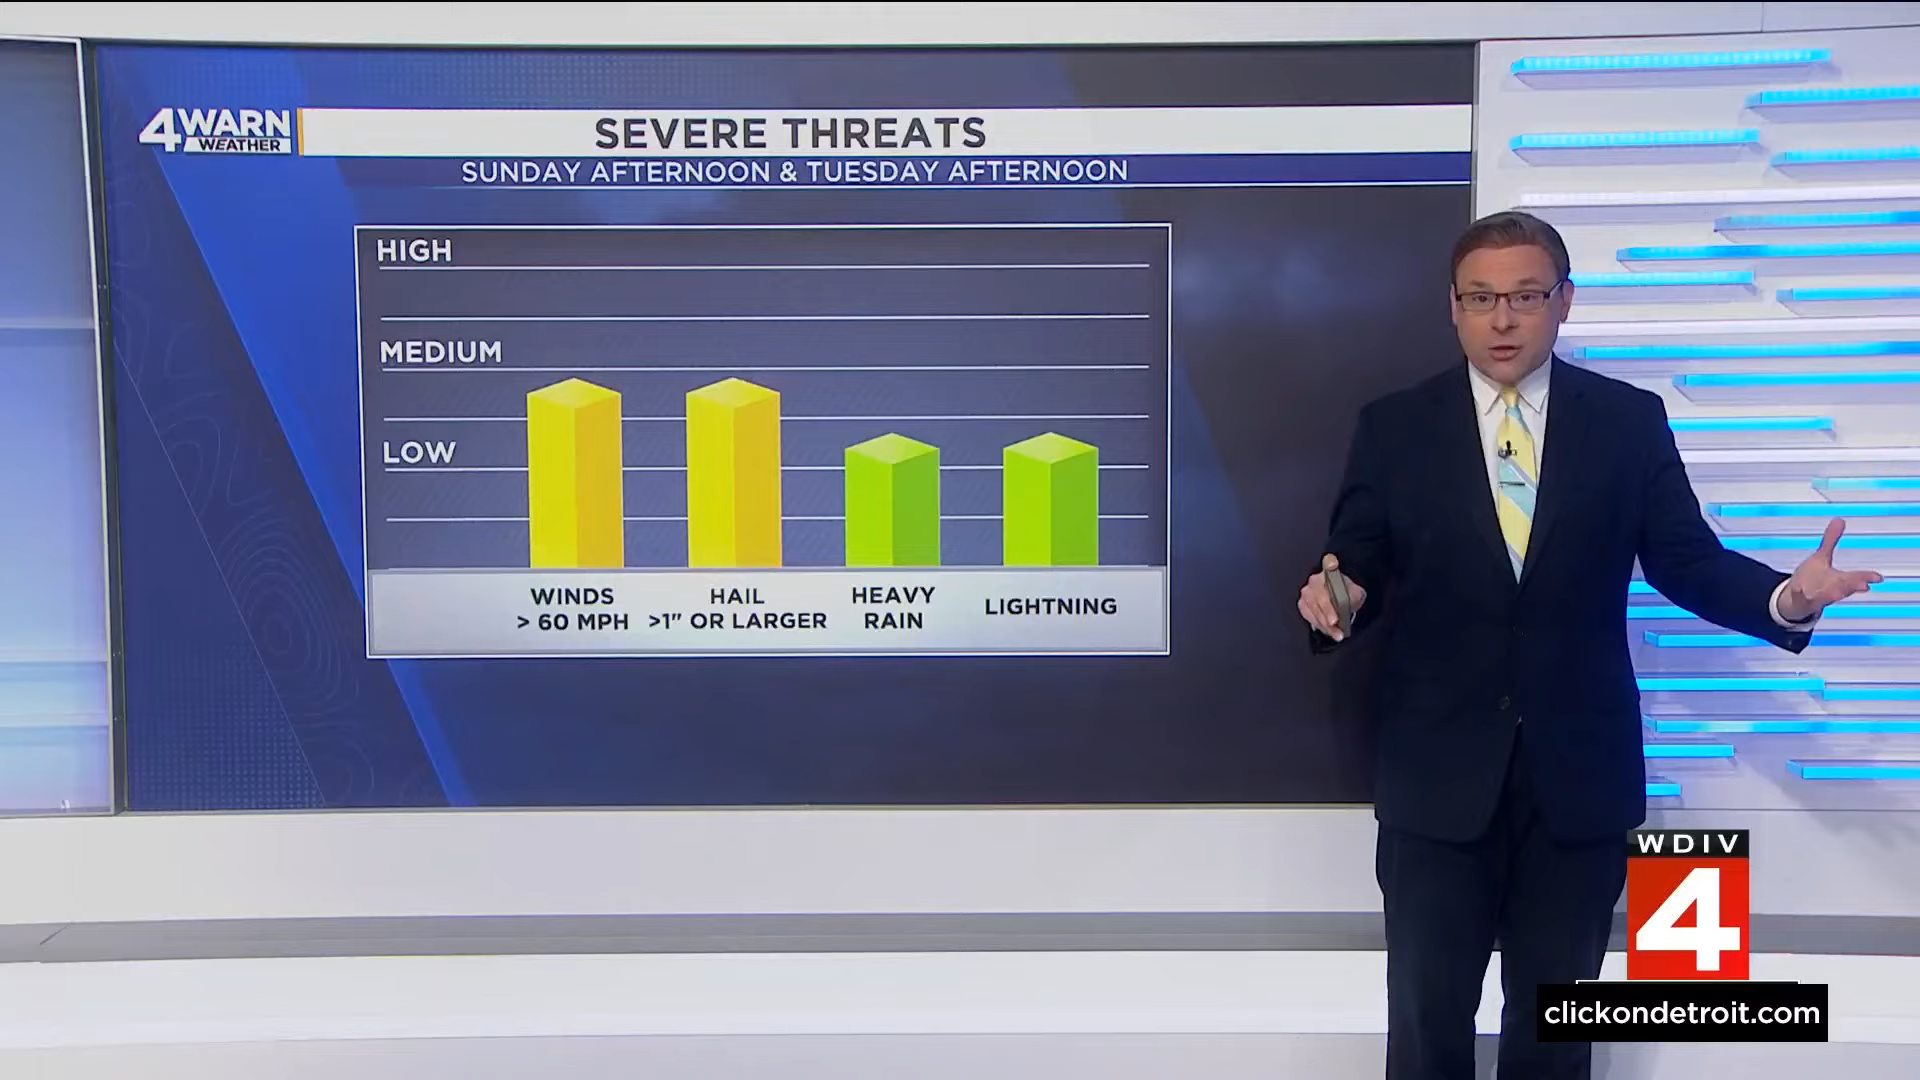 4WARN
WEATHER
SEVERE THREATS
SUNDAY AFTERNOON & TUESDAY AFTERNOON
HIGH
MEDIUM
LOW
WINDS
> 60 MPH
HAIL
>1" OR LARGER
HEAVY
RAIN
LIGHTNING
WDIV
4
clickondetroit.com